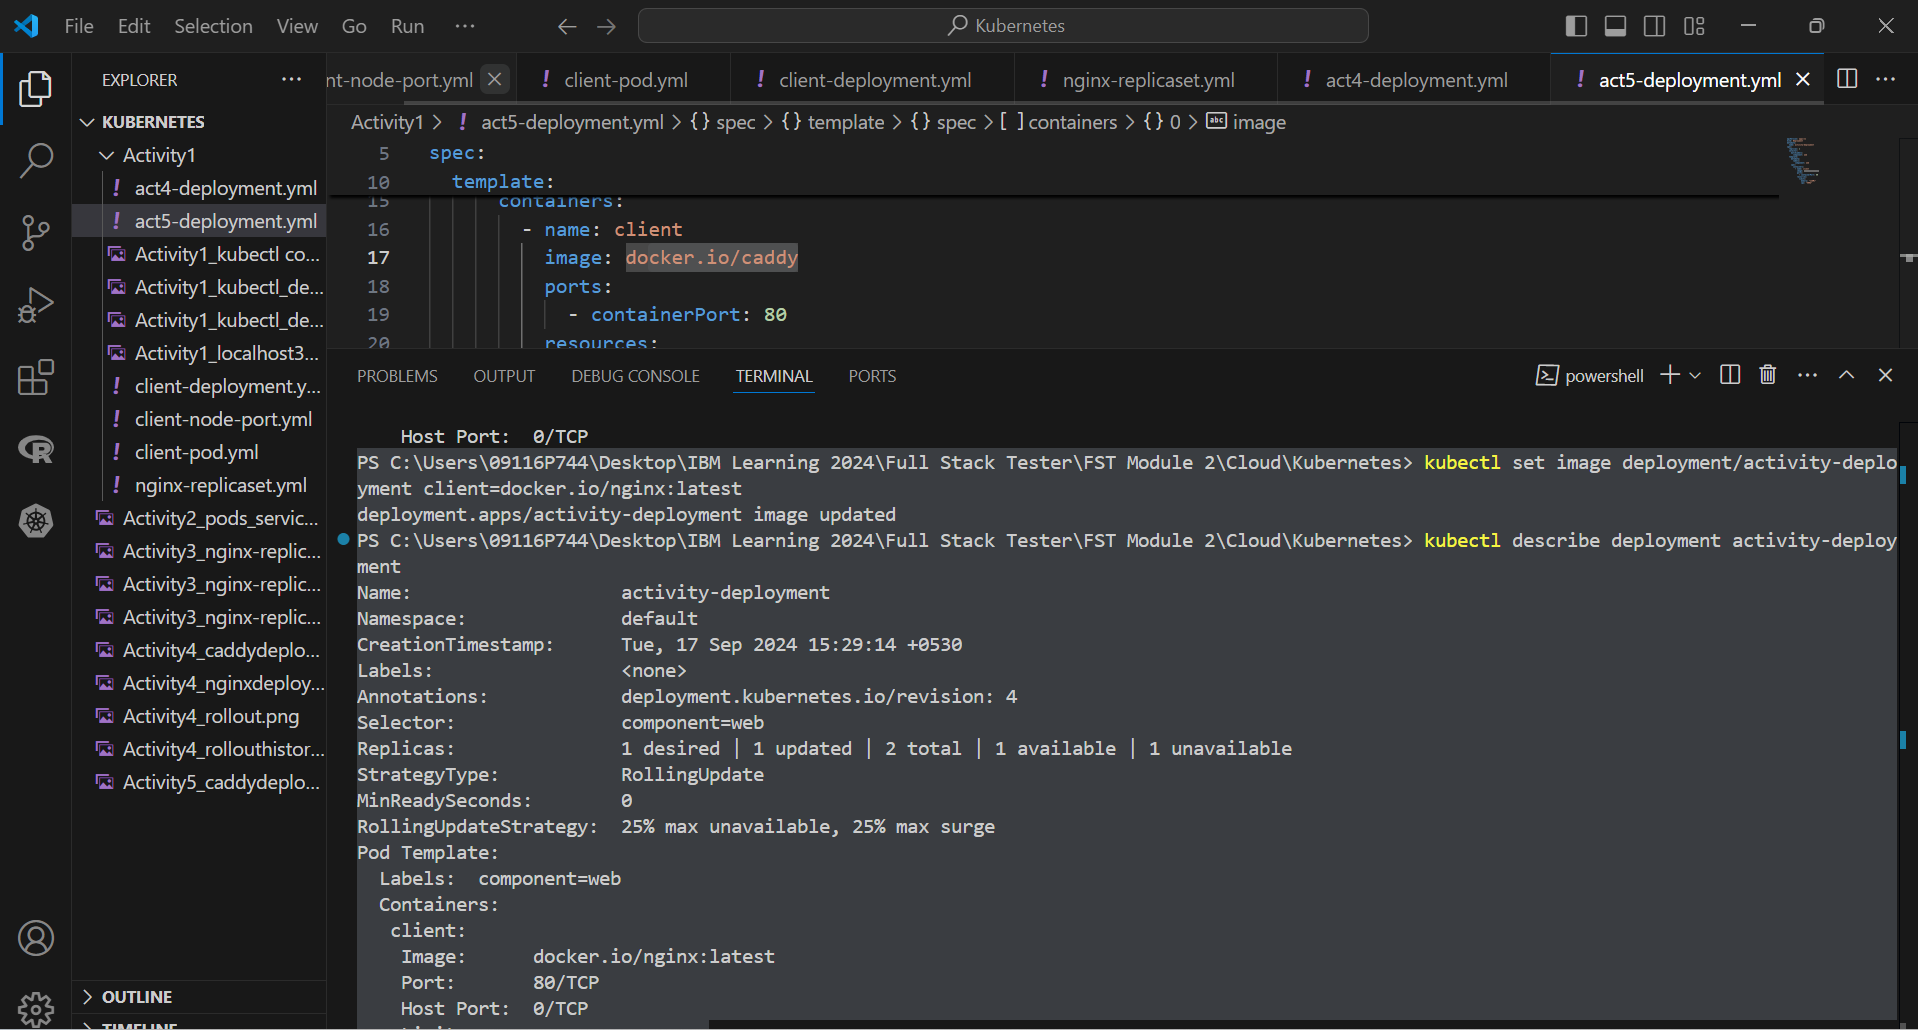 File Edit Selection View Go Run ···
Kubernetes
EXPLORER ···
nt-node-port.yml
! client-pod.yml
! client-deployment.yml
! nginx-replicaset.yml
! act4-deployment.yml
! act5-deployment.yml
KUBERNETES
Activity1
! act4-deployment.yml
! act5-deployment.yml
Activity1_kubectl co...
Activity1_kubectl_de...
Activity1_kubectl_de...
Activity1_localhost3...
! client-deployment.y...
! client-node-port.yml
! client-pod.yml
! nginx-replicaset.yml
Activity2_pods_servic...
Activity3_nginx-replic...
Activity3_nginx-replic...
Activity3_nginx-replic...
Activity4_caddydeplo...
Activity4_nginxdeploy...
Activity4_rollout.png
Activity4_rollouthistor...
Activity5_caddydeplo...
OUTLINE
TIMELINE
Activity1 > ! act5-deployment.yml > {} spec > {} template > {} spec > [ ] containers > {} 0 > abc image
5 spec:
10 template:
15 containers:
16 - name: client
17 image: docker.io/caddy
18 ports:
19 - containerPort: 80
20 resources:
PROBLEMS OUTPUT DEBUG CONSOLE TERMINAL PORTS
powershell
Host Port: 0/TCP
PS C:\Users\09116P744\Desktop\IBM Learning 2024\Full Stack Tester\FST Module 2\Cloud\Kubernetes> kubectl set image deployment/activity-deplo
yment client=docker.io/nginx:latest
deployment.apps/activity-deployment image updated
PS C:\Users\09116P744\Desktop\IBM Learning 2024\Full Stack Tester\FST Module 2\Cloud\Kubernetes> kubectl describe deployment activity-deploy
ment
Name: activity-deployment
Namespace: default
CreationTimestamp: Tue, 17 Sep 2024 15:29:14 +0530
Labels: <none>
Annotations: deployment.kubernetes.io/revision: 4
Selector: component=web
Replicas: 1 desired | 1 updated | 2 total | 1 available | 1 unavailable
StrategyType: RollingUpdate
MinReadySeconds: 0
RollingUpdateStrategy: 25% max unavailable, 25% max surge
Pod Template:
Labels: component=web
Containers:
client:
Image: docker.io/nginx:latest
Port: 80/TCP
Host Port: 0/TCP